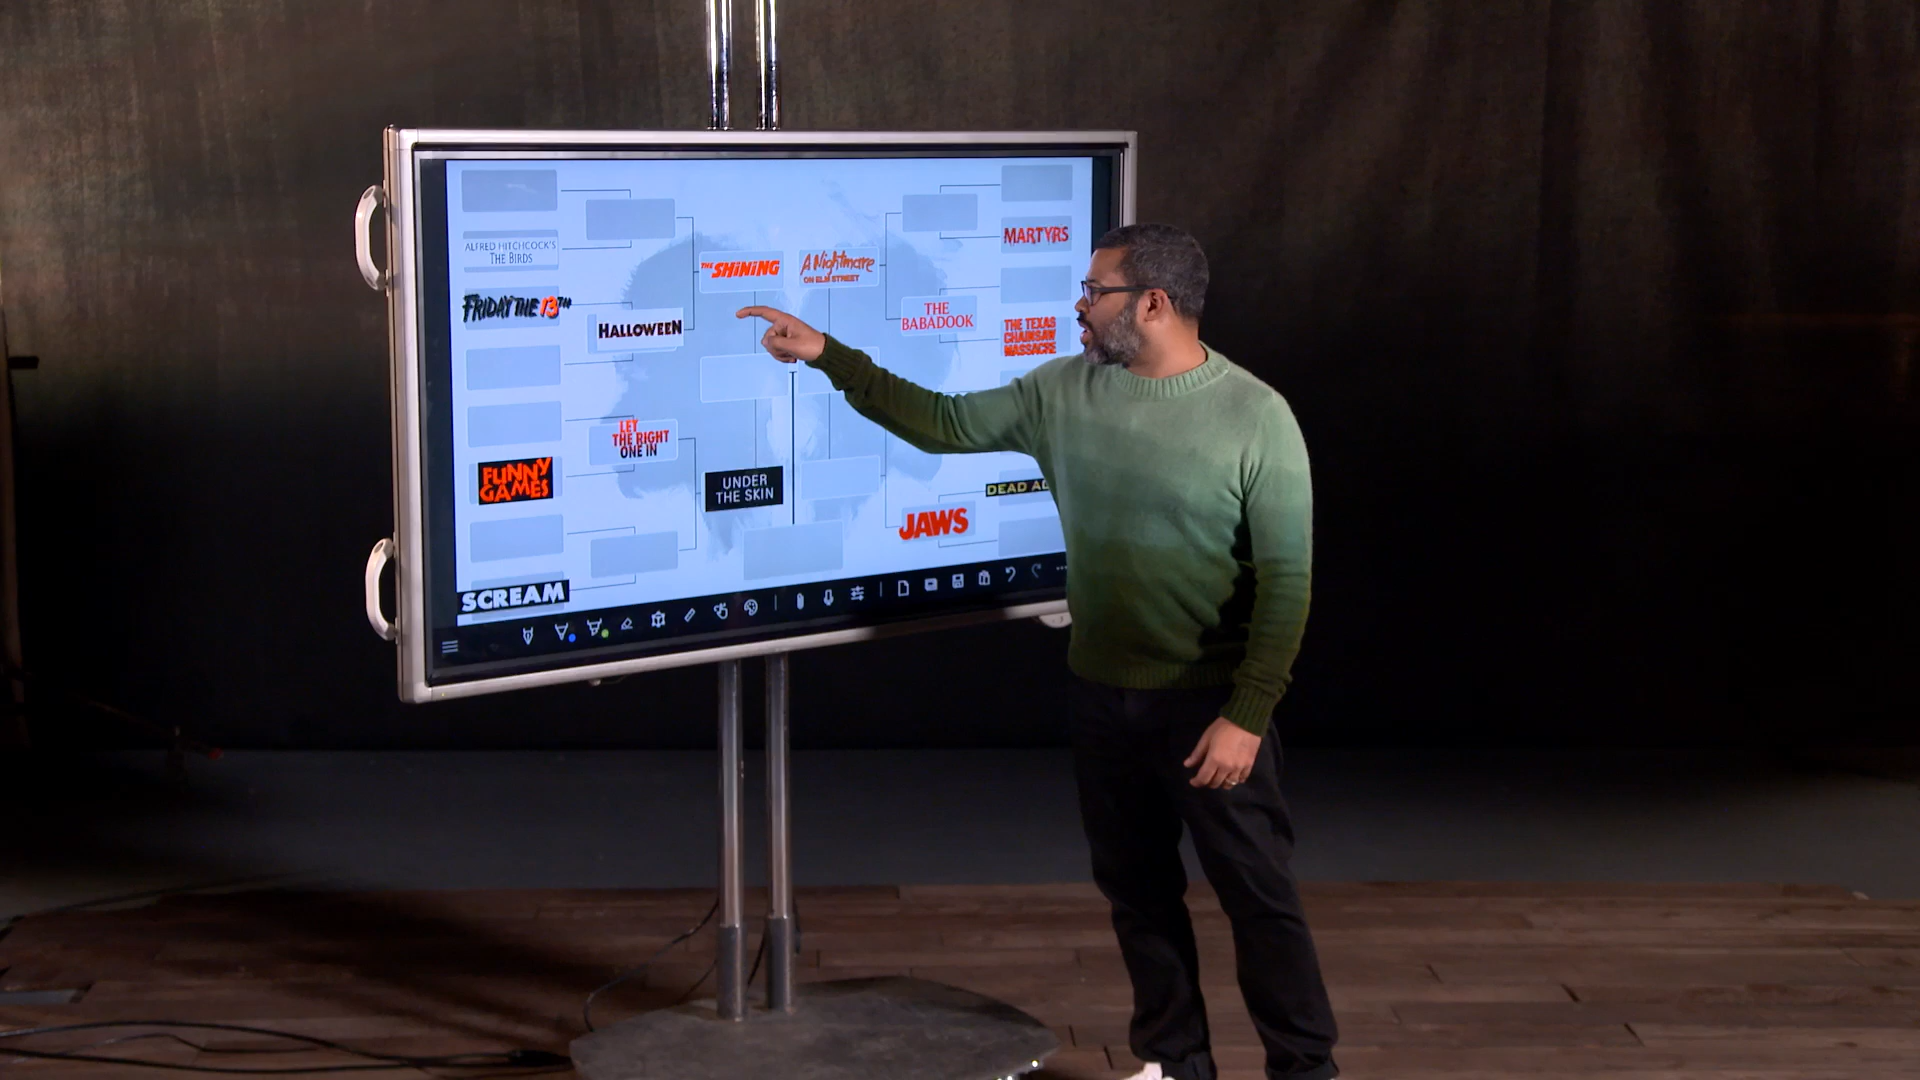 ALFRED HITCHCOCK'S
THE BIRDS
FRIDAY THE 13TH
HALLOWEEN
LET
THE RIGHT
ONE IN
FUNNY
GAMES
SCREAM
THE SHINING
UNDER
THE SKIN
A Nightmare
ON ELM STREET
THE
BABADOOK
JAWS
MARTYRS
THE TEXAS
CHAINSAW
MASSACRE
DEAD